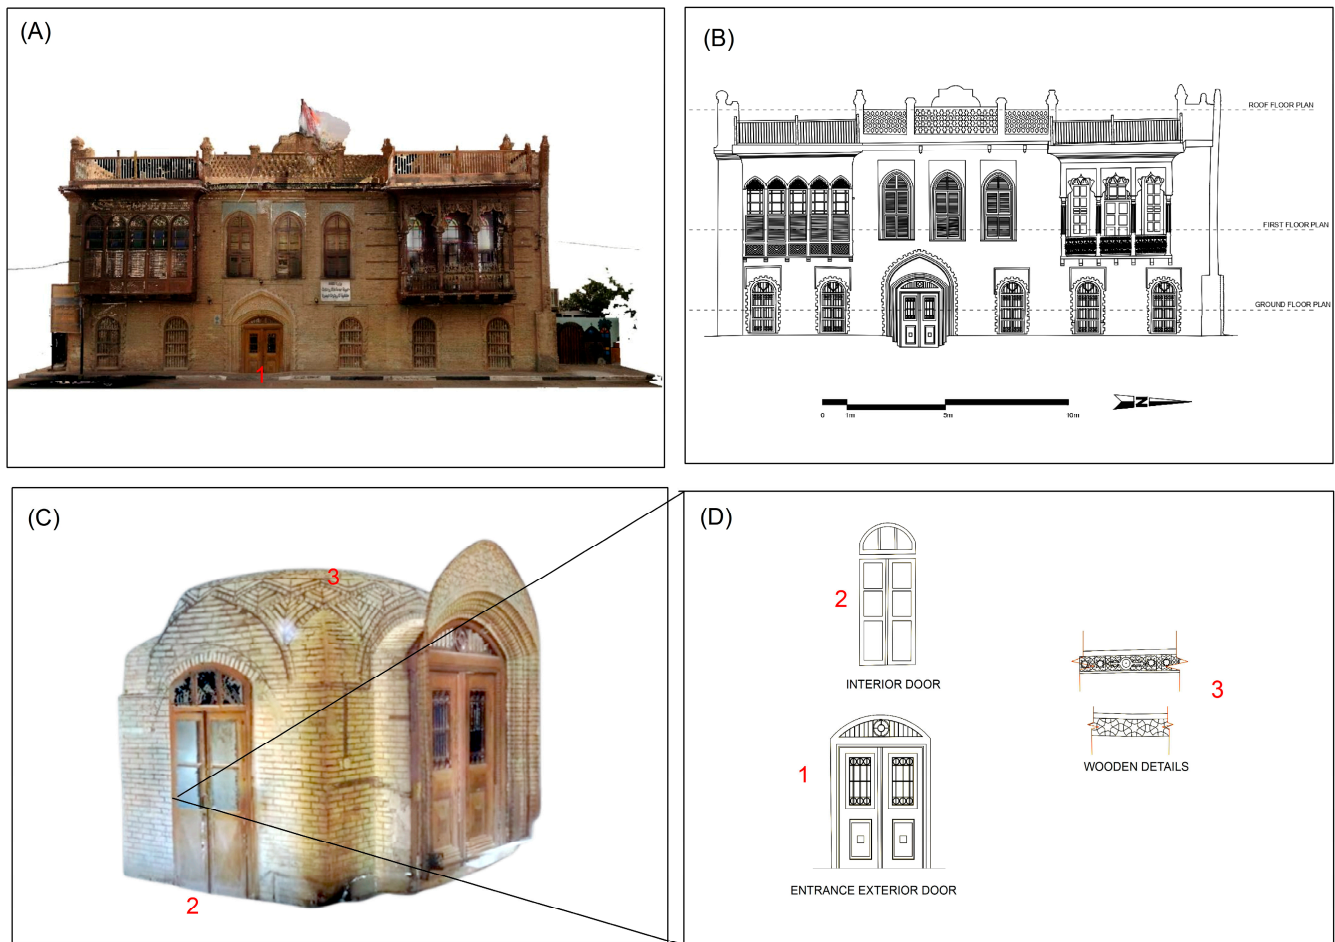 (A)
1
(B)
ROOF FLOOR PLAN
FIRST FLOOR PLAN
GROUND FLOOR PLAN
0 1m 5m 10m
N
(C)
3
2
(D)
2
INTERIOR DOOR
3
WOODEN DETAILS
1
ENTRANCE EXTERIOR DOOR